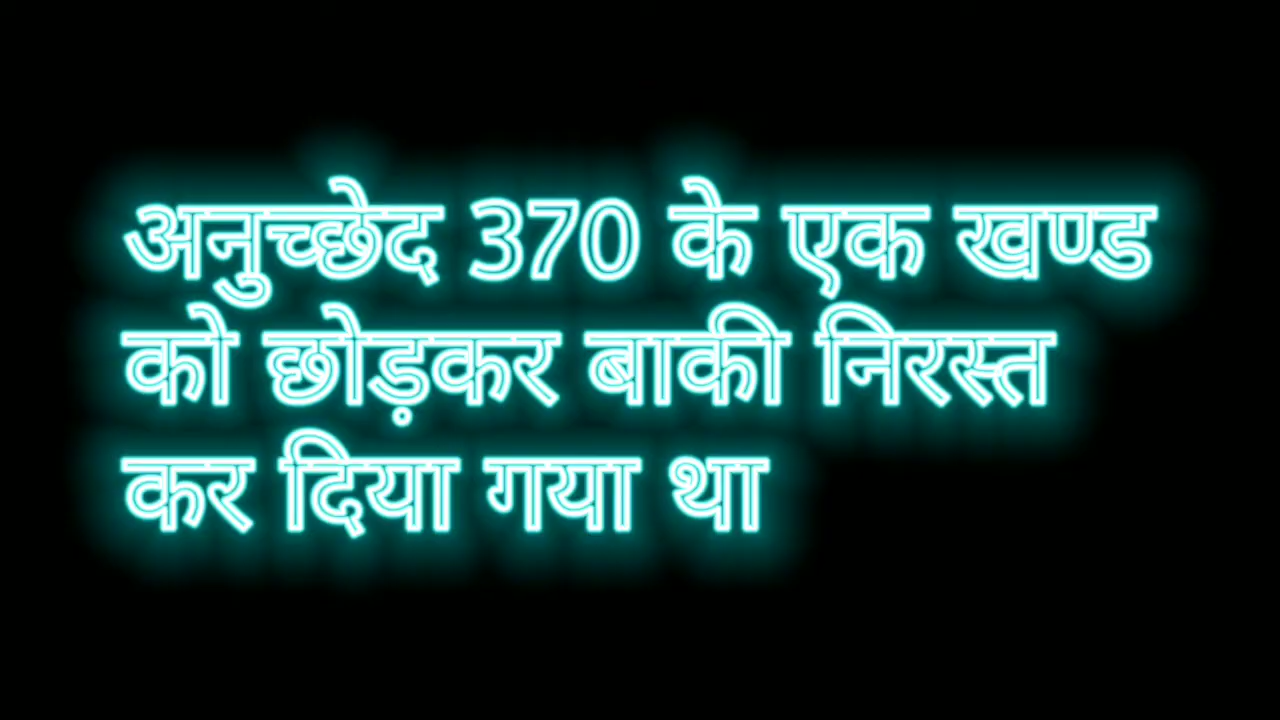 अनुच्छेद 370 के एक खण्ड
को छोड़कर बाकी निरस्त
कर दिया गया था